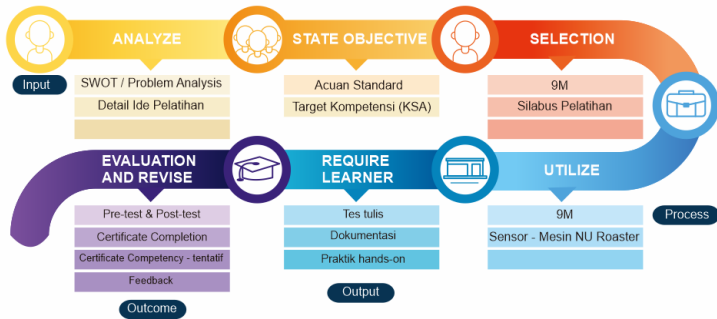 ANALYZE
STATE OBJECTIVE
SELECTION
Input
SWOT / Problem Analysis
Detail Ide Pelatihan
Acuan Standard
Target Kompetensi (KSA)
9M
Silabus Pelatihan
EVALUATION
AND REVISE
REQUIRE
LEARNER
UTILIZE
Pre-test & Post-test
Certificate Completion
Certificate Competency - tentatif
Feedback
Tes tulis
Dokumentasi
Praktik hands-on
9M
Sensor - Mesin NU Roaster
Process
Outcome
Output